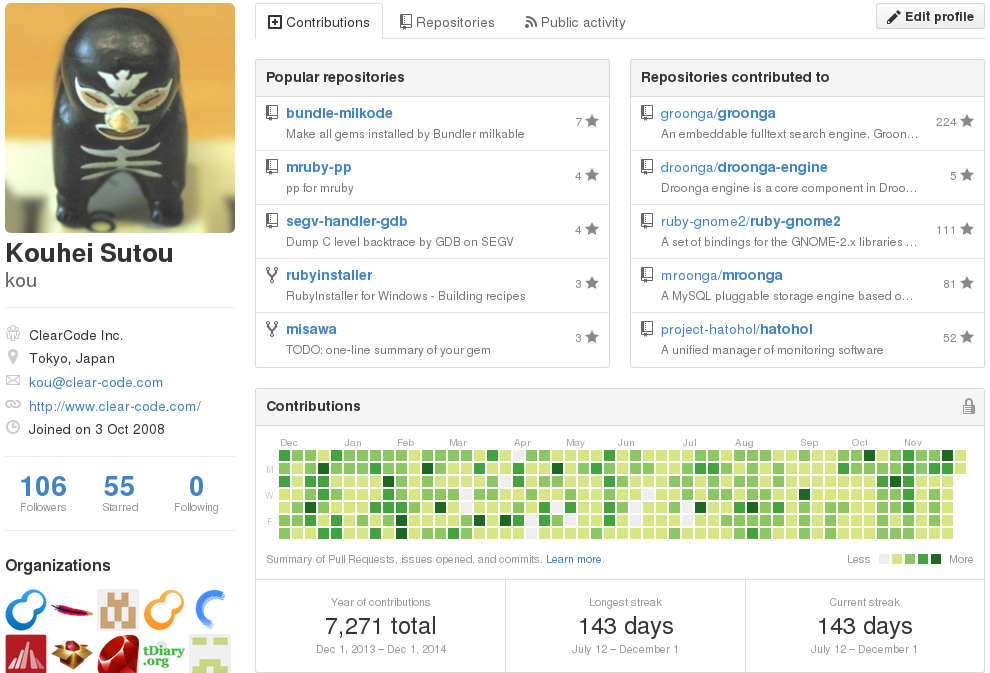 Contributions
Repositories
Public activity
Edit profile
Kouhei Sutou
kou
ClearCode Inc.
Tokyo, Japan
kou@clear-code.com
http://www.clear-code.com/
Joined on 3 Oct 2008
106
Followers
55
Starred
0
Following
Organizations
tDiary
.org
Popular repositories
bundle-milkode
7
Make all gems installed by Bundler milkable
mruby-pp
4
pp for mruby
segv-handler-gdb
4
Dump C level backtrace by GDB on SEGV
rubyinstaller
3
RubyInstaller for Windows - Building recipes
misawa
3
TODO: one-line summary of your gem
Repositories contributed to
groonga/groonga
224
An embeddable fulltext search engine. Groon…
droonga/droonga-engine
5
Droonga engine is a core component in Droo…
ruby-gnome2/ruby-gnome2
111
A set of bindings for the GNOME-2.x libraries …
mroonga/mroonga
81
A MySQL pluggable storage engine based o…
project-hatohol/hatohol
52
A unified manager of monitoring software
Contributions
Dec Jan Feb Mar Apr May Jun Jul Aug Sep Oct Nov
M
W
F
Summary of Pull Requests, issues opened, and commits. Learn more.
Less More
Year of contributions
7,271 total
Dec 1, 2013 – Dec 1, 2014
Longest streak
143 days
July 12 – December 1
Current streak
143 days
July 12 – December 1